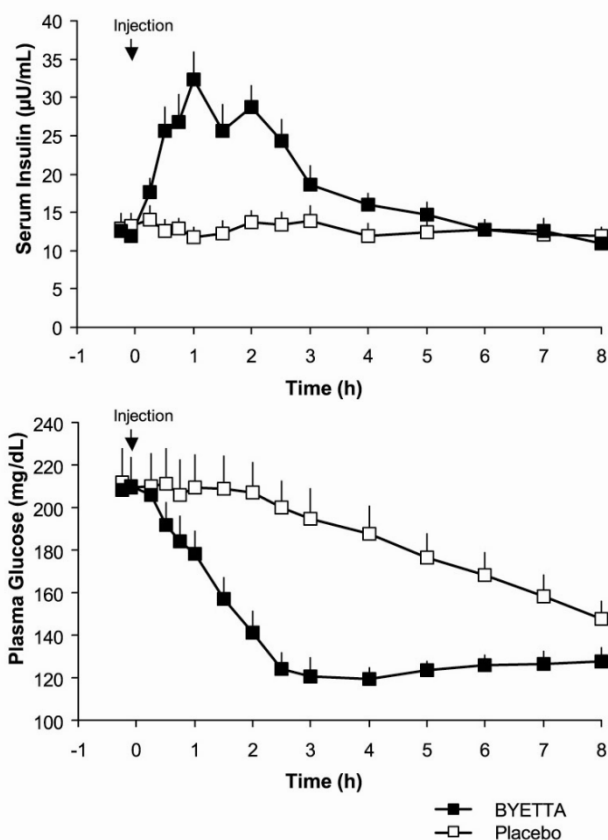 Injection
Serum Insulin (µU/mL)
40
35
30
25
20
15
10
5
0
-1 0 1 2 3 4 5 6 7 8
Time (h)
Injection
Plasma Glucose (mg/dL)
240
220
200
180
160
140
120
100
-1 0 1 2 3 4 5 6 7 8
Time (h)
BYETTA
Placebo